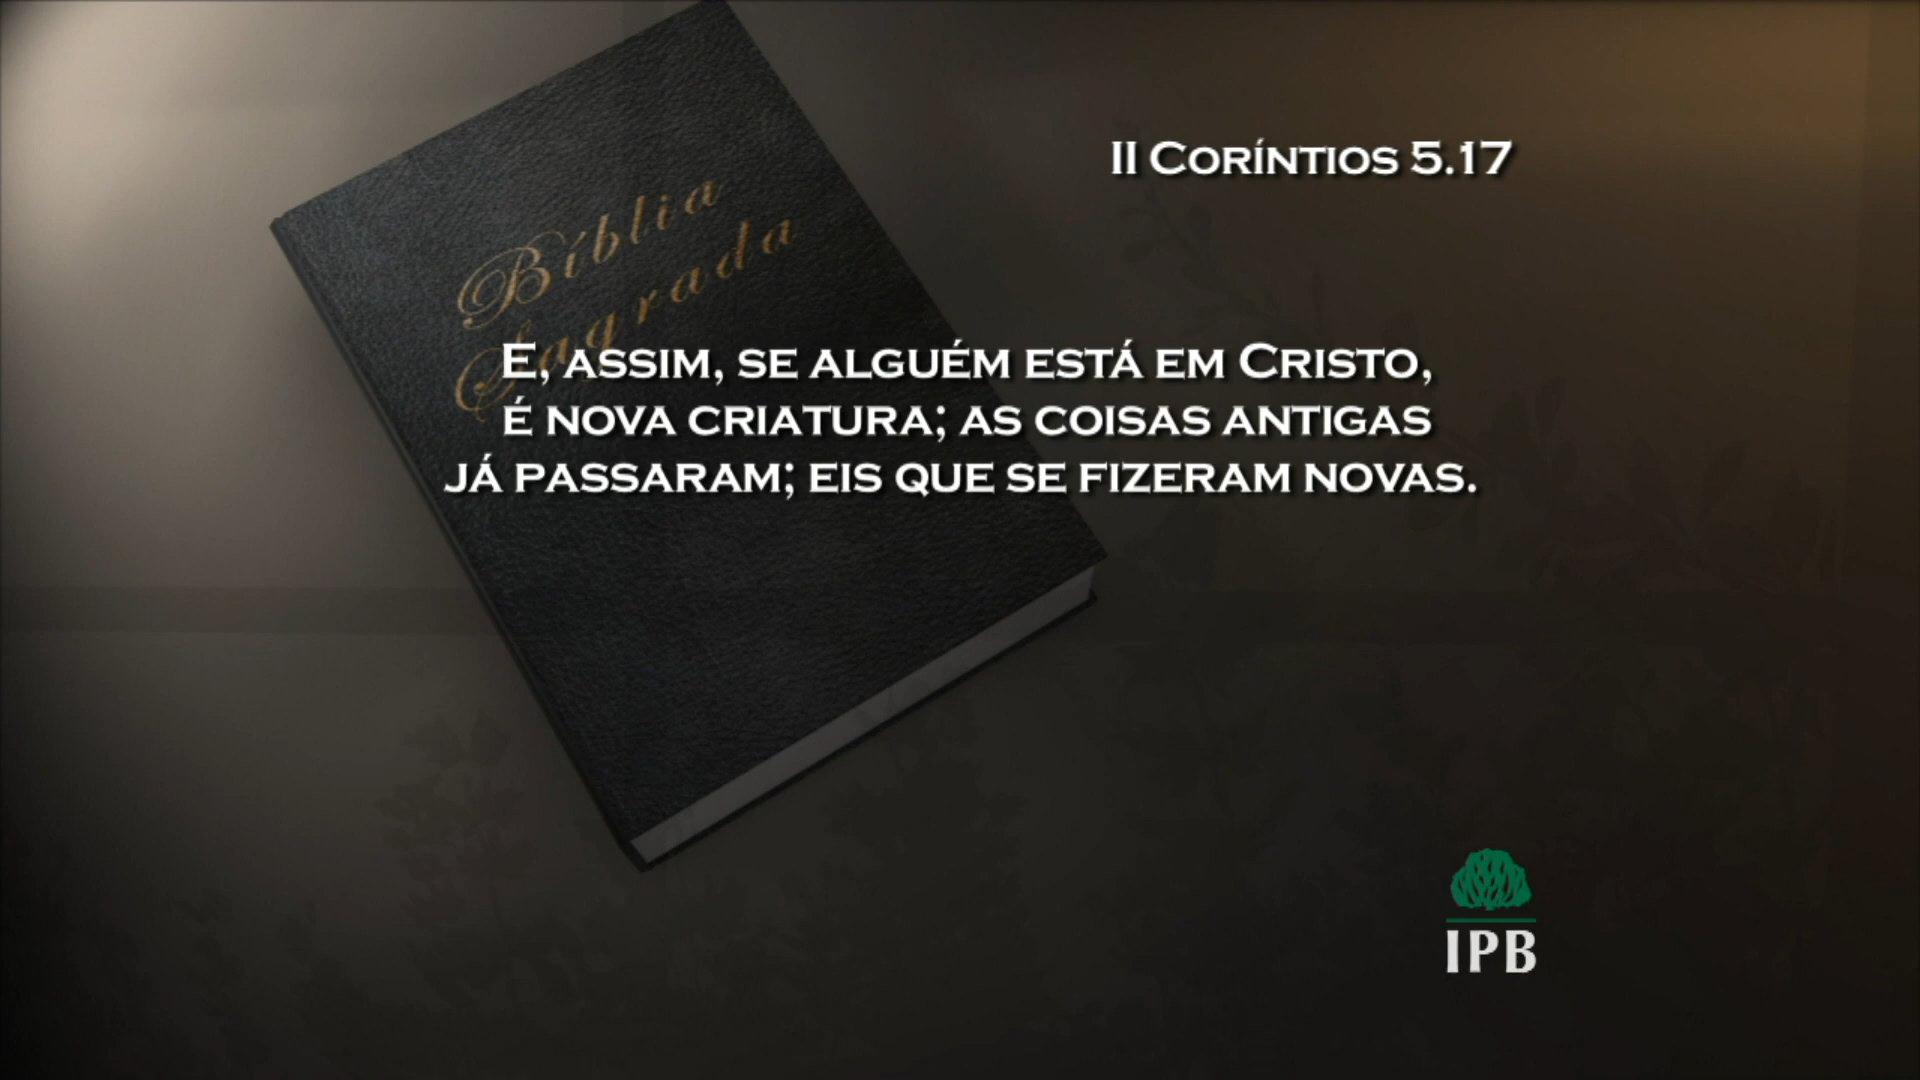 II Coríntios 5.17
Bíblia
Sagrada
E, assim, se alguém está em Cristo,
é nova criatura; as coisas antigas
já passaram; eis que se fizeram novas.
IPB